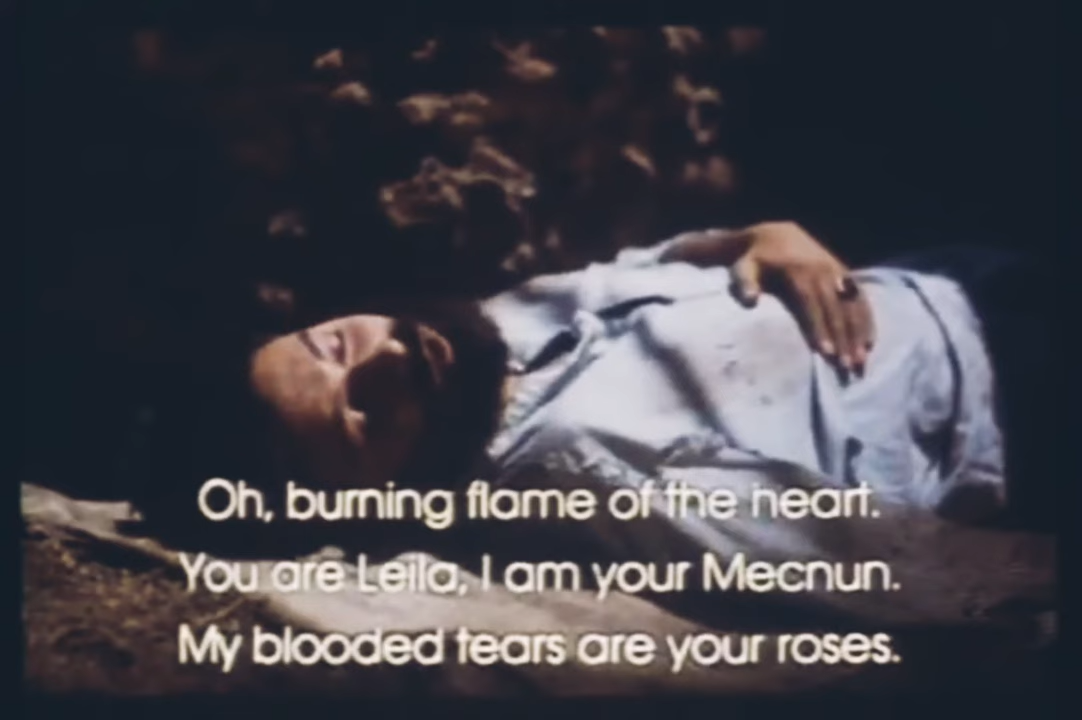 Oh, burning flame of the heart.
You are Leila, I am your Mecnun.
My blooded tears are your roses.